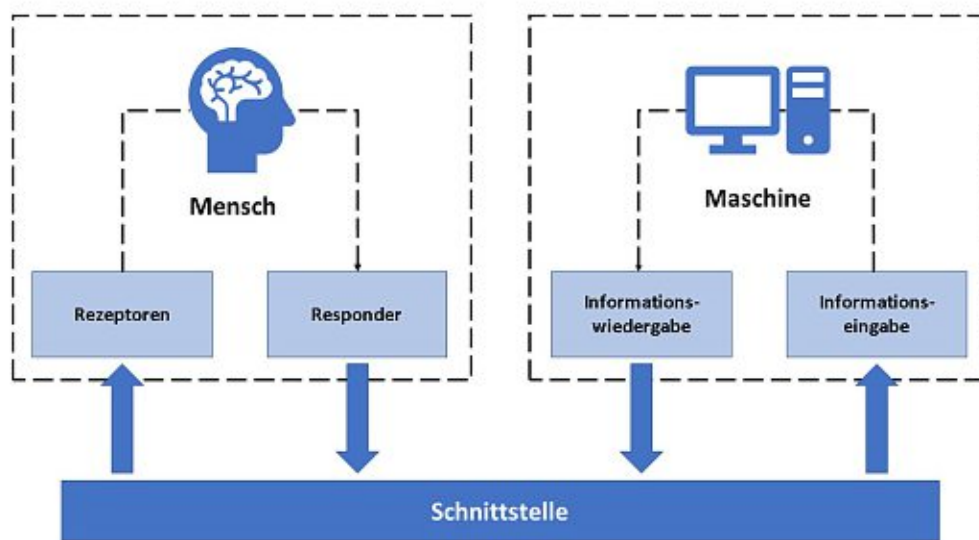 Mensch
Maschine
Rezeptoren
Responder
Informations-
wiedergabe
Informations-
eingabe
Schnittstelle